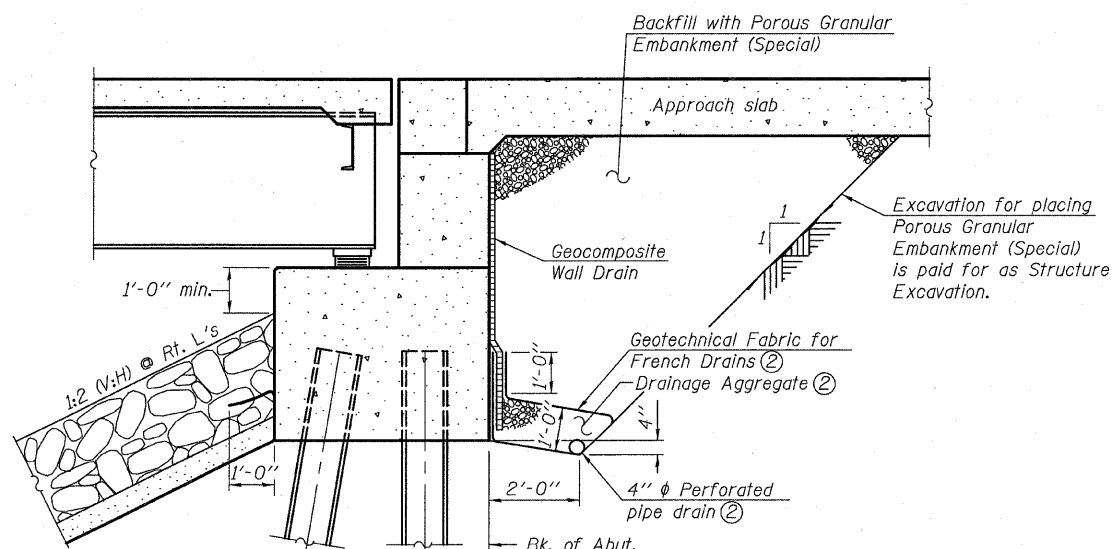 Backfill with Porous Granular
Embankment (Special)
Approach slab
1
1
Excavation for placing
Porous Granular
Embankment (Special)
is paid for as Structure
Excavation.
Geocomposite
Wall Drain
1'-0" min.
1:2 (V:H) @ Rt. L's
Geotechnical Fabric for
French Drains ②
Drainage Aggregate ②
1'-0"
1'-0"
4"
1'-0"
2'-0"
4" ϕ Perforated
pipe drain ②
Bk. of Abut.